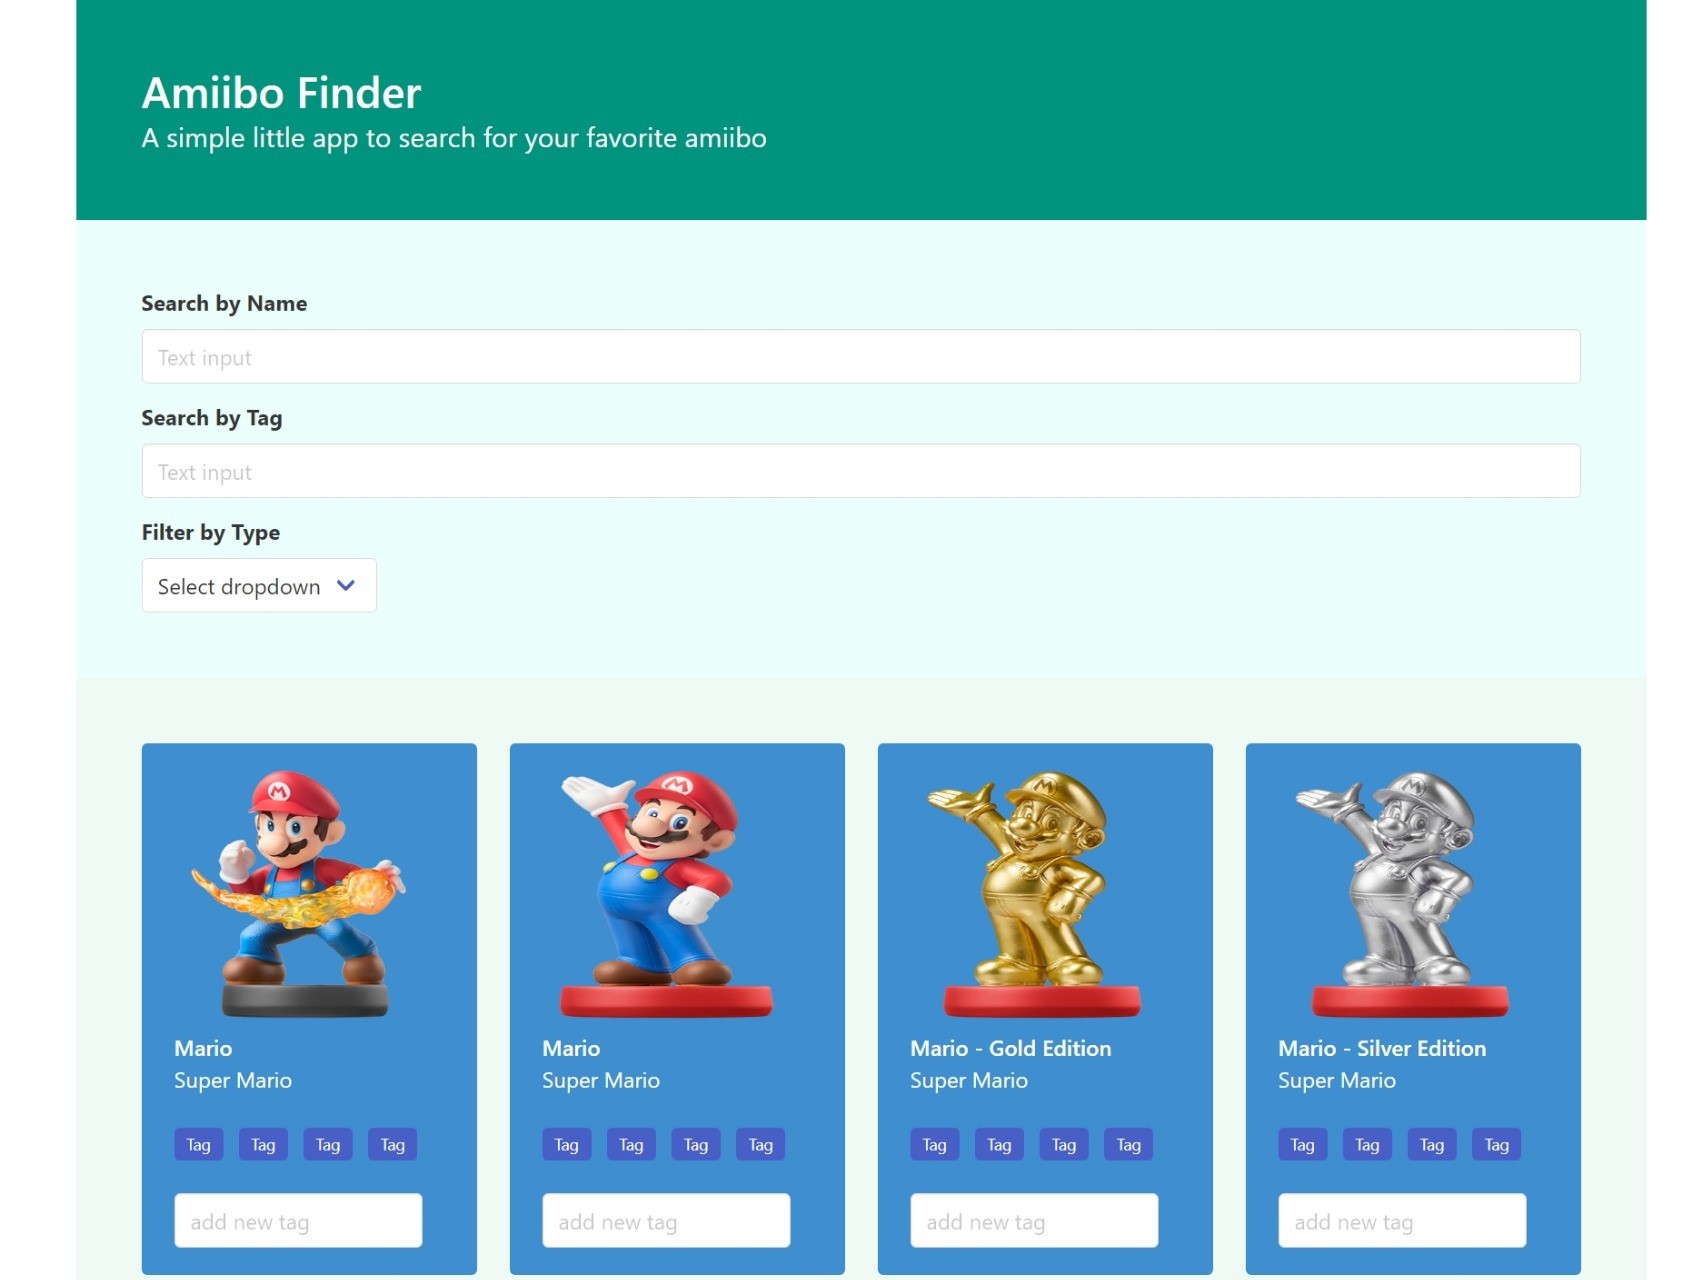 Amiibo Finder
A simple little app to search for your favorite amiibo
Search by Name
Text input
Search by Tag
Text input
Filter by Type
Select dropdown
Mario
Super Mario
Tag Tag Tag Tag
add new tag
Mario
Super Mario
Tag Tag Tag Tag
add new tag
Mario - Gold Edition
Super Mario
Tag Tag Tag Tag
add new tag
Mario - Silver Edition
Super Mario
Tag Tag Tag Tag
add new tag